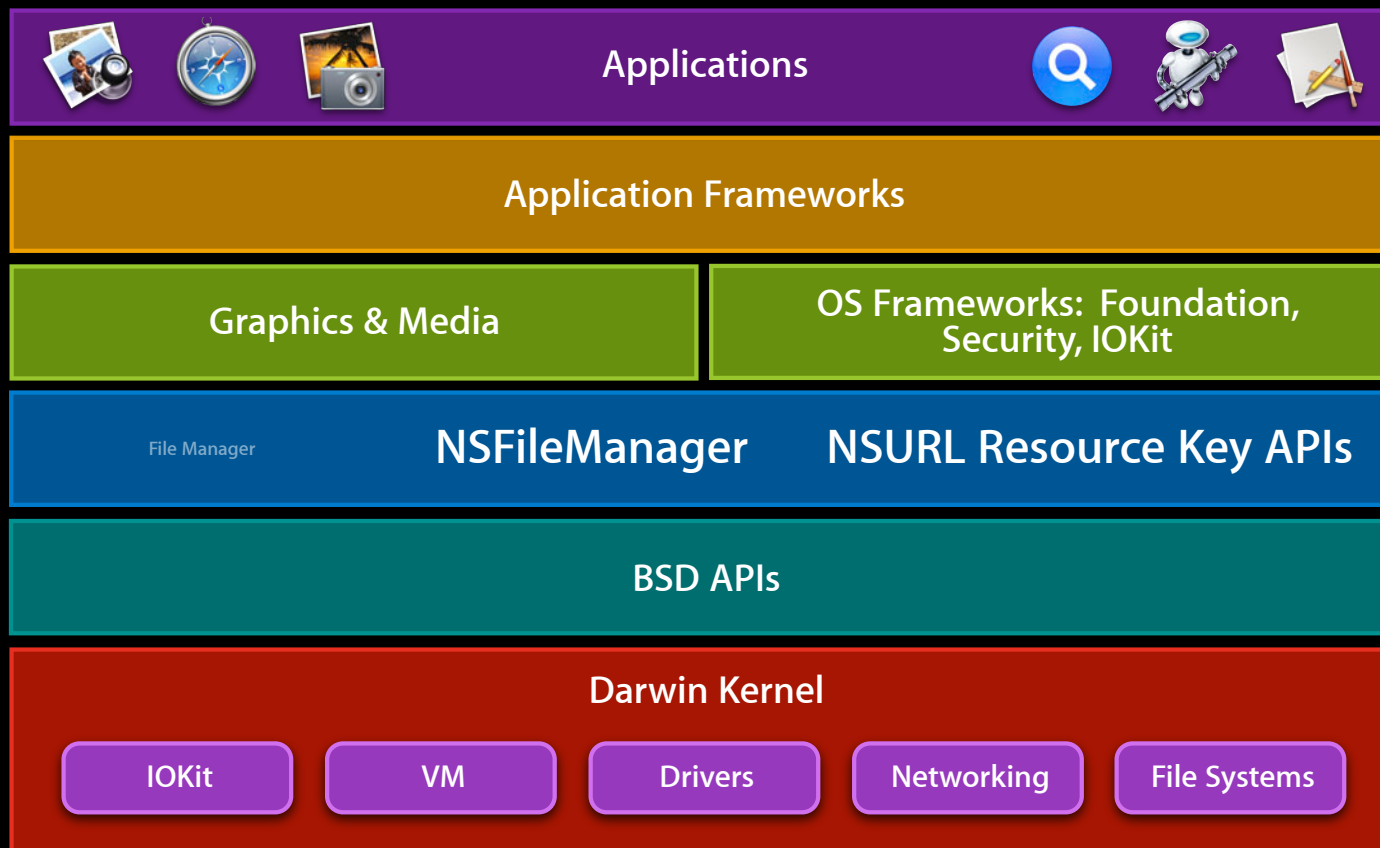 Applications
Application Frameworks
Graphics & Media
OS Frameworks: Foundation,
Security, IOKit
File Manager
NSFileManager
NSURL Resource Key APIs
BSD APIs
Darwin Kernel
IOKit
VM
Drivers
Networking
File Systems